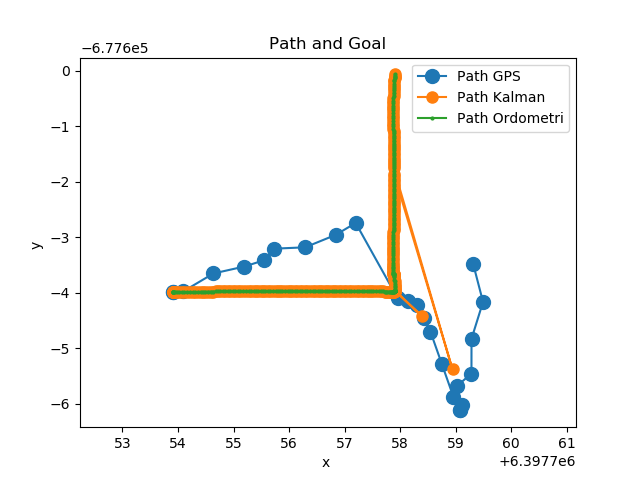 Path and Goal
−6.776e5
Path GPS
Path Kalman
Path Ordometri
y
0
−1
−2
−3
−4
−5
−6
53 54 55 56 57 58 59 60 61
x
+6.3977e6